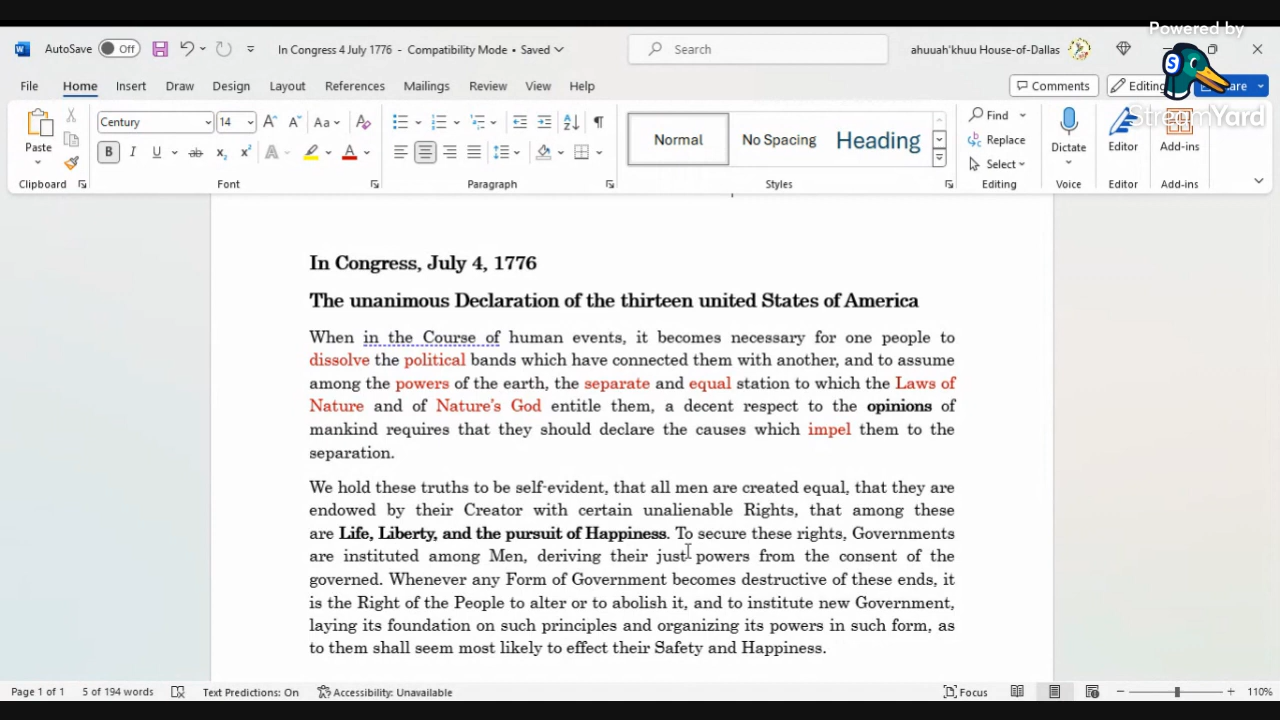 Powered by
StreamYard
AutoSave Off In Congress 4 July 1776 - Compatibility Mode • Saved Search ahuuah'khuu House-of-Dallas
File Home Insert Draw Design Layout References Mailings Review View Help Comments Editing
Paste Century 14 Aa Normal No Spacing Heading Find Replace Select Dictate Editor Add-ins
Clipboard Font Paragraph Styles Editing Voice Editor Add-ins
In Congress, July 4, 1776
The unanimous Declaration of the thirteen united States of America
When in the Course of human events, it becomes necessary for one people to
dissolve the political bands which have connected them with another, and to assume
among the powers of the earth, the separate and equal station to which the Laws of
Nature and of Nature's God entitle them, a decent respect to the opinions of
mankind requires that they should declare the causes which impel them to the
separation.
We hold these truths to be self-evident, that all men are created equal, that they are
endowed by their Creator with certain unalienable Rights, that among these
are Life, Liberty, and the pursuit of Happiness. To secure these rights, Governments
are instituted among Men, deriving their just powers from the consent of the
governed. Whenever any Form of Government becomes destructive of these ends, it
is the Right of the People to alter or to abolish it, and to institute new Government,
laying its foundation on such principles and organizing its powers in such form, as
to them shall seem most likely to effect their Safety and Happiness.
Page 1 of 1 5 of 194 words Text Predictions: On Accessibility: Unavailable Focus 110%